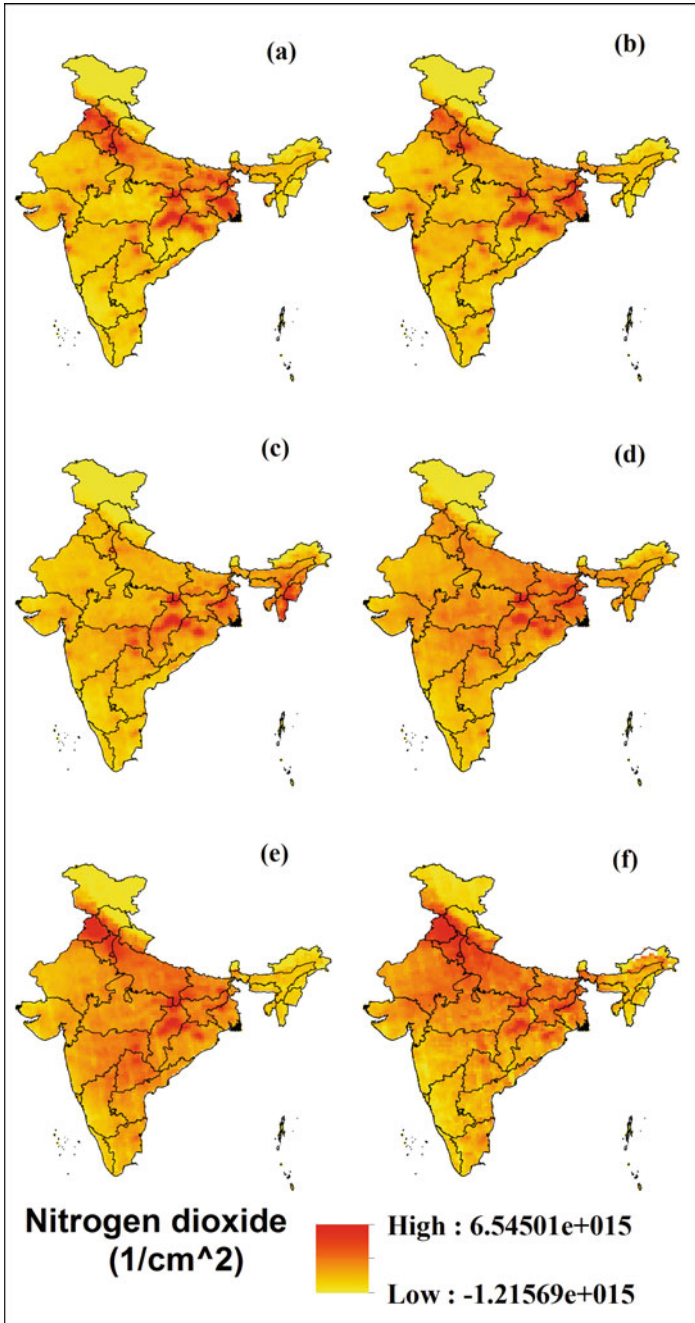 (a)
(b)
(c)
(d)
(e)
(f)
Nitrogen dioxide
(1/cm^2)
High : 6.54501e+015
Low : -1.21569e+015